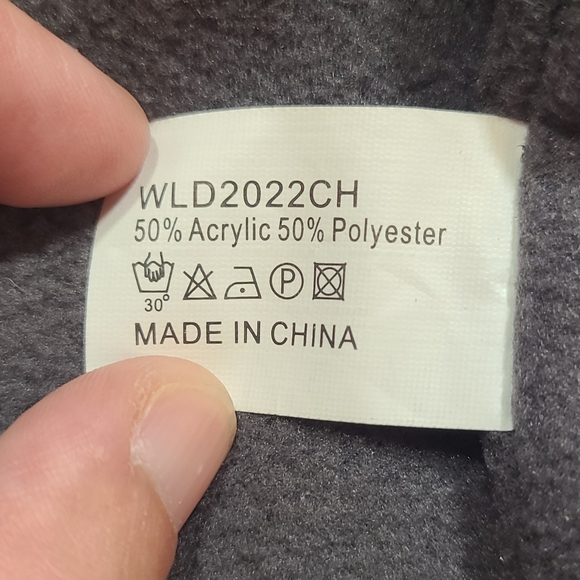 WLD2022CH
50% Acrylic 50% Polyester
30°
P
MADE IN CHiNA